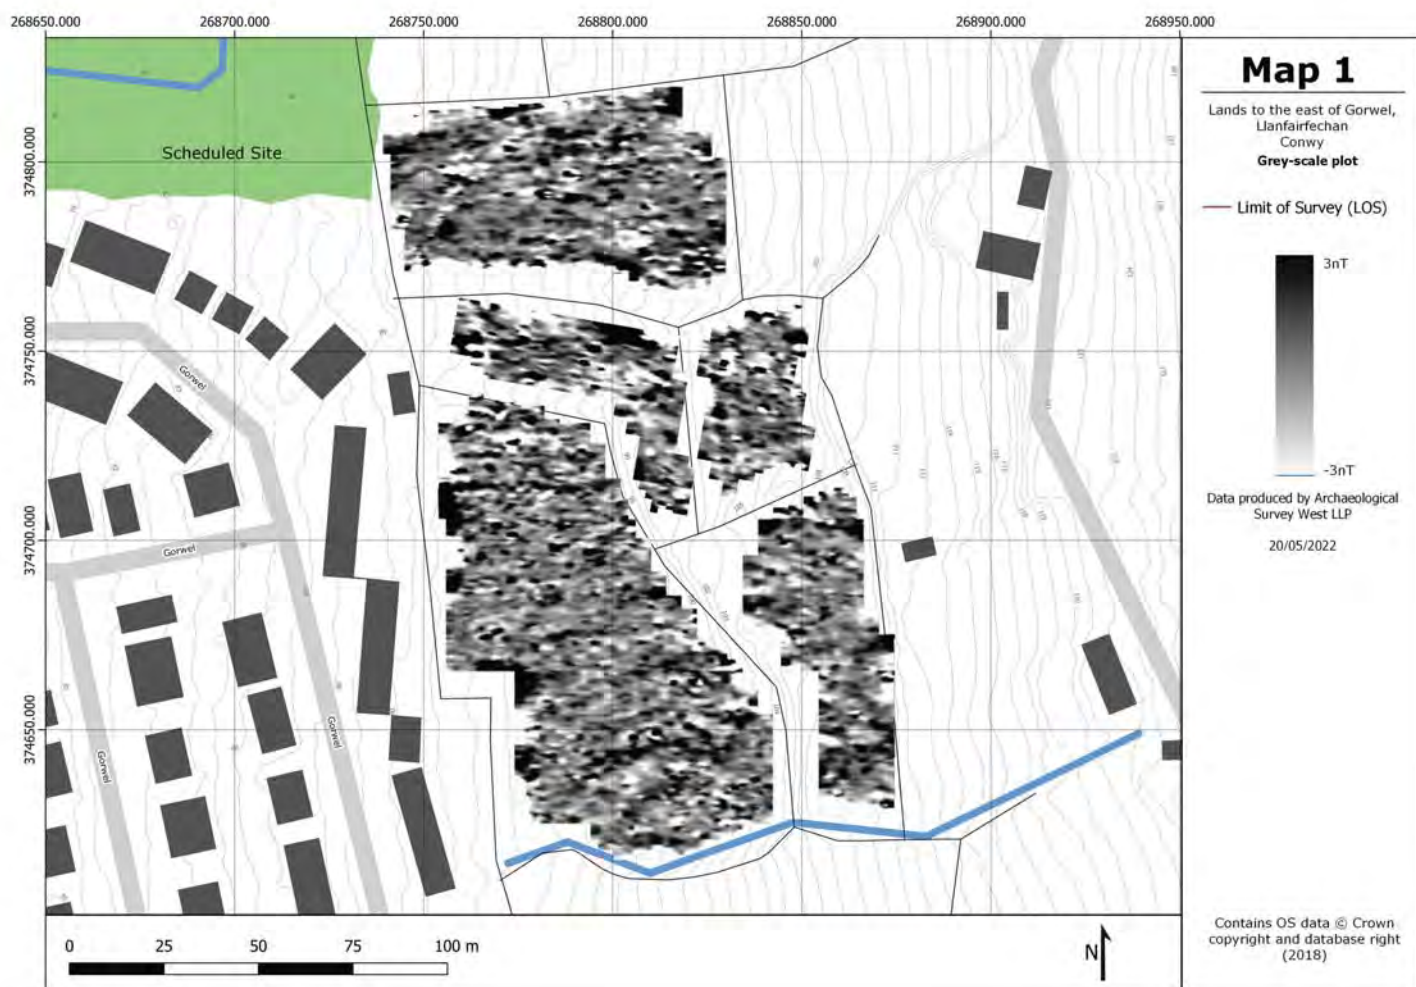 268650.000 268700.000 268750.000 268800.000 268850.000 268900.000 268950.000
374800.000
374750.000
374700.000
374650.000
Scheduled Site
Gorwel
Gorwel
Gorwel
Gorwel
0 25 50 75 100 m
N
Map 1
Lands to the east of Gorwel,
Llanfairfechan
Conwy
Grey-scale plot
Limit of Survey (LOS)
3nT
-3nT
Data produced by Archaeological
Survey West LLP
20/05/2022
Contains OS data © Crown
copyright and database right
(2018)